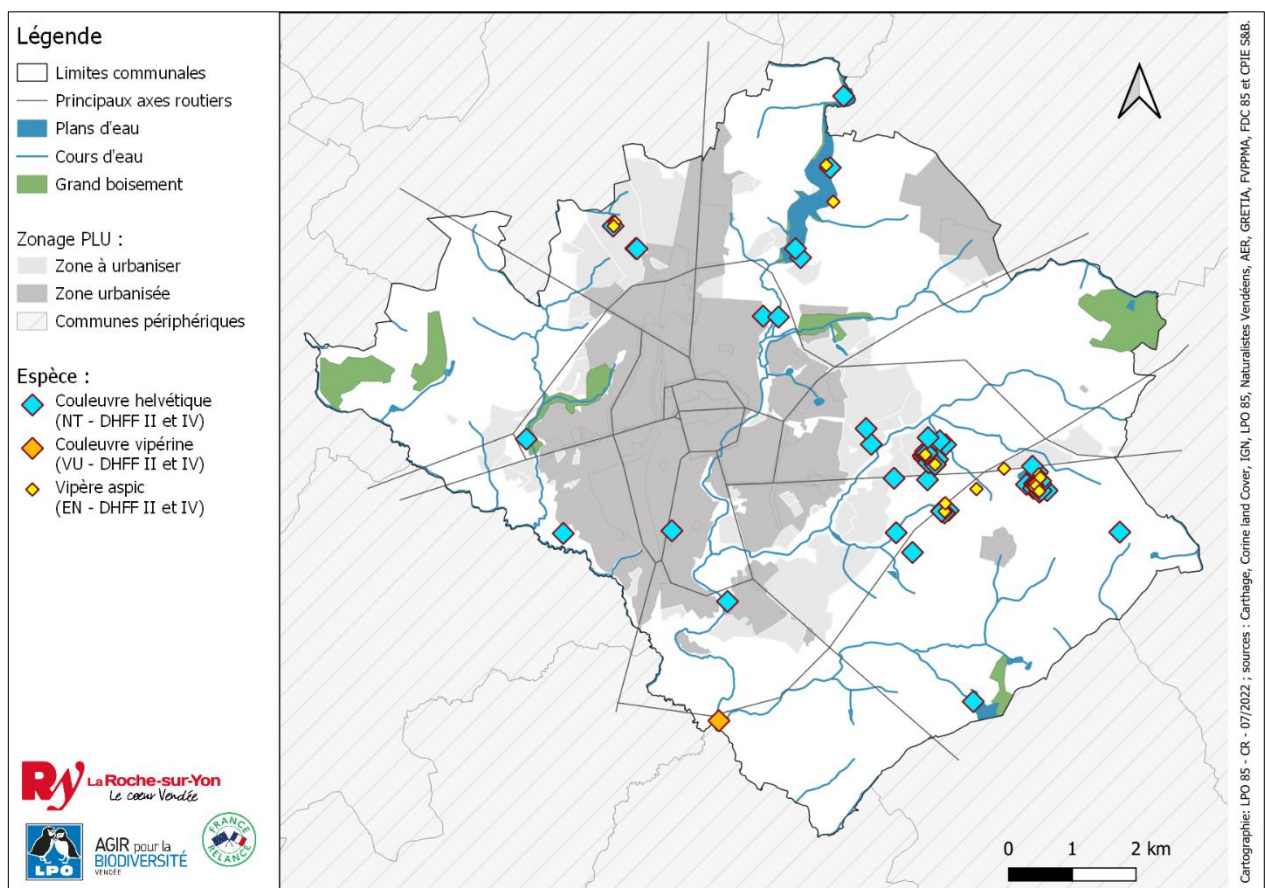 Légende
Limites communales
Principaux axes routiers
Plans d'eau
Cours d'eau
Grand boisement
Zonage PLU :
Zone à urbaniser
Zone urbanisée
Communes périphériques
Espèce :
Couleuvre helvétique
(NT - DHFF II et IV)
Couleuvre vipérine
(VU - DHFF II et IV)
Vipère aspic
(EN - DHFF II et IV)
Ry La Roche-sur-Yon
Le cœur Vendée
LPO
AGIR pour la
BIODIVERSITÉ
VENDÉE
FRANCE
RELANCE
0 1 2 km
Cartographie: LPO 85 - CR - 07/2022 ; sources : Carthage, Corine land Cover, IGN, LPO 85, Naturalistes Vendéens, AER, GRETIA, FVPPMA, FDC 85 et CPIE S&B.